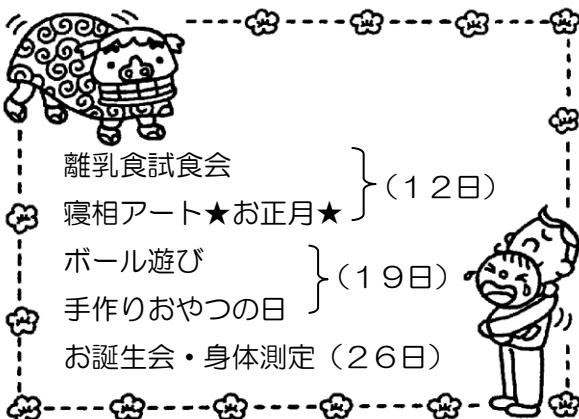 離乳食試食会
寝相アート★お正月★
(12日)
ボール遊び
手作りおやつの日
(19日)
お誕生会・身体測定(26日)